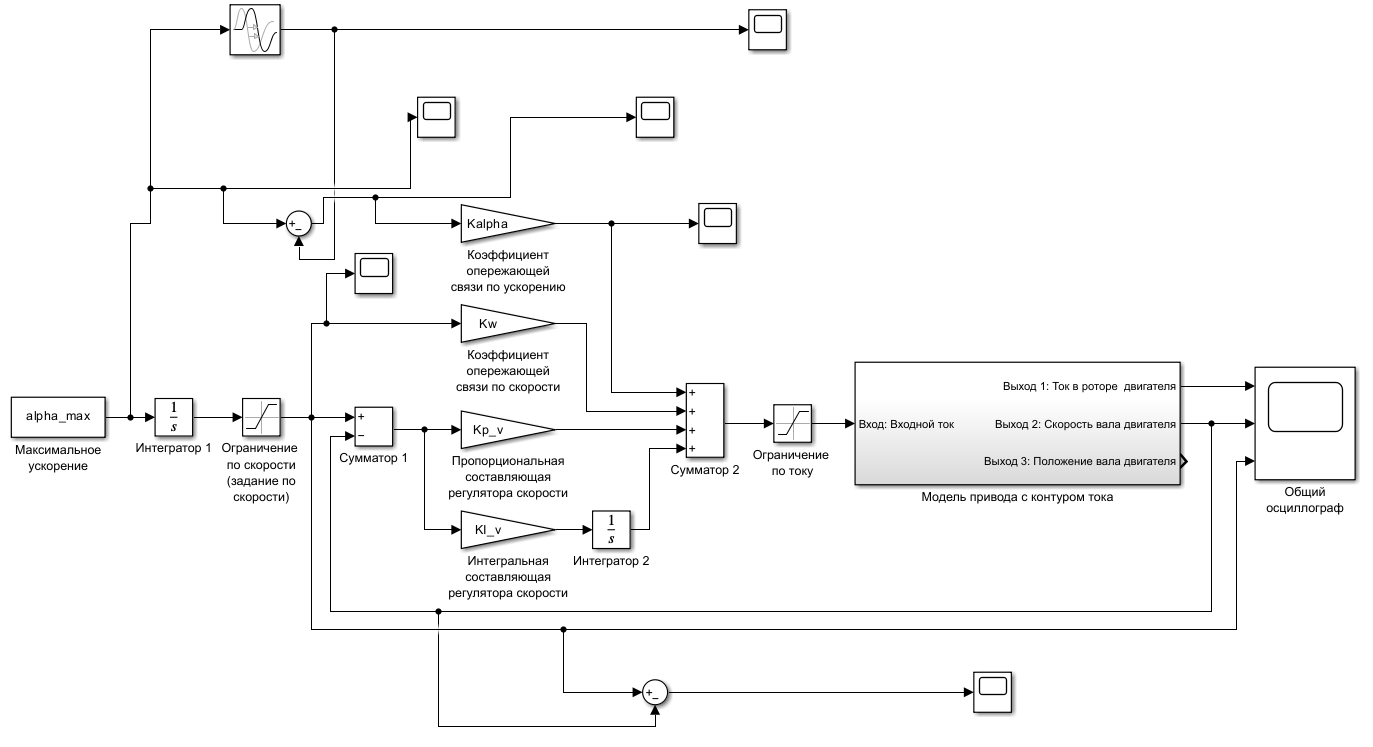 Kalpha
Коэффициент
опережающей
связи по ускорению
Kw
Коэффициент
опережающей
связи по скорости
alpha_max
Максимальное
ускорение
1
s
Интегратор 1
Ограничение
по скорости
(задание по
скорости)
+
−
Сумматор 1
Kp_v
Пропорциональная
составляющая
регулятора скорости
KI_v
Интегральная
составляющая
регулятора скорости
1
s
Интегратор 2
+
+
+
+
Сумматор 2
Ограничение
по току
Вход: Входной ток
Выход 1: Ток в роторе двигателя
Выход 2: Скорость вала двигателя
Выход 3: Положение вала двигателя
Модель привода с контуром тока
Общий
осциллограф